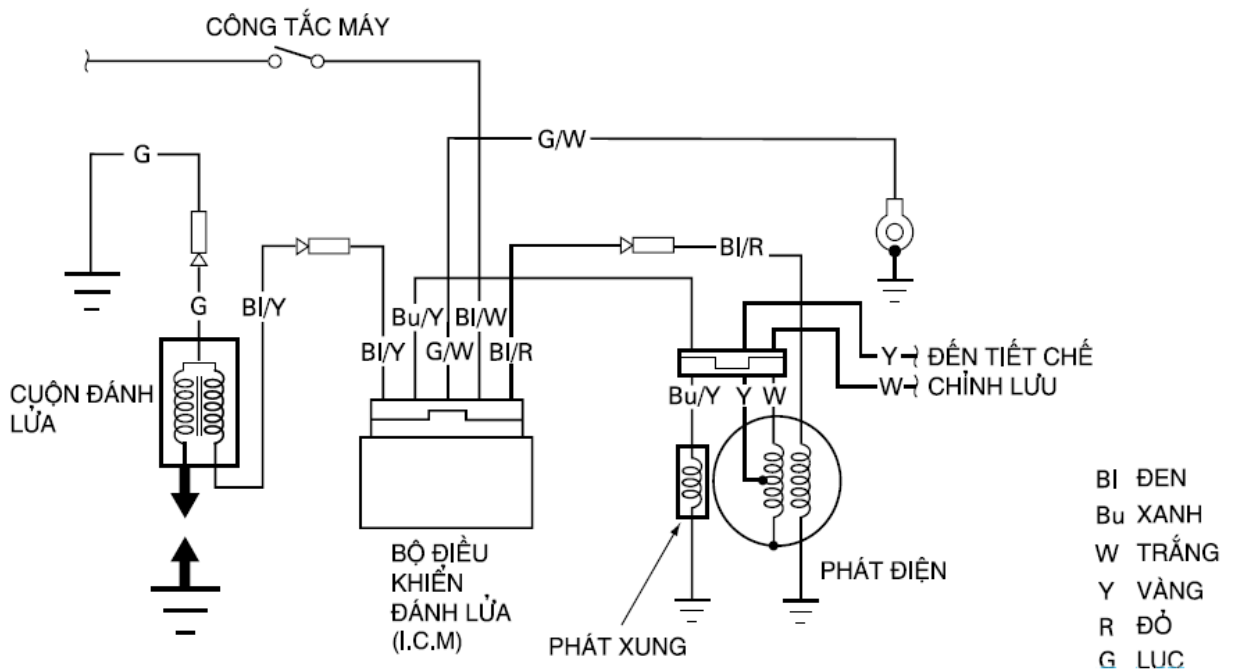 CÔNG TẮC MÁY
G/W
G
BI/R
G
BI/Y
Bu/Y BI/W
BI/Y G/W BI/R
Y ĐẾN TIẾT CHẾ
W CHỈNH LƯU
Bu/Y Y W
CUỘN ĐÁNH
LỬA
BỘ ĐIỀU
KHIỂN
ĐÁNH LỬA
(I.C.M)
PHÁT XUNG
PHÁT ĐIỆN
BI ĐEN
Bu XANH
W TRẮNG
Y VÀNG
R ĐỎ
G LỤC